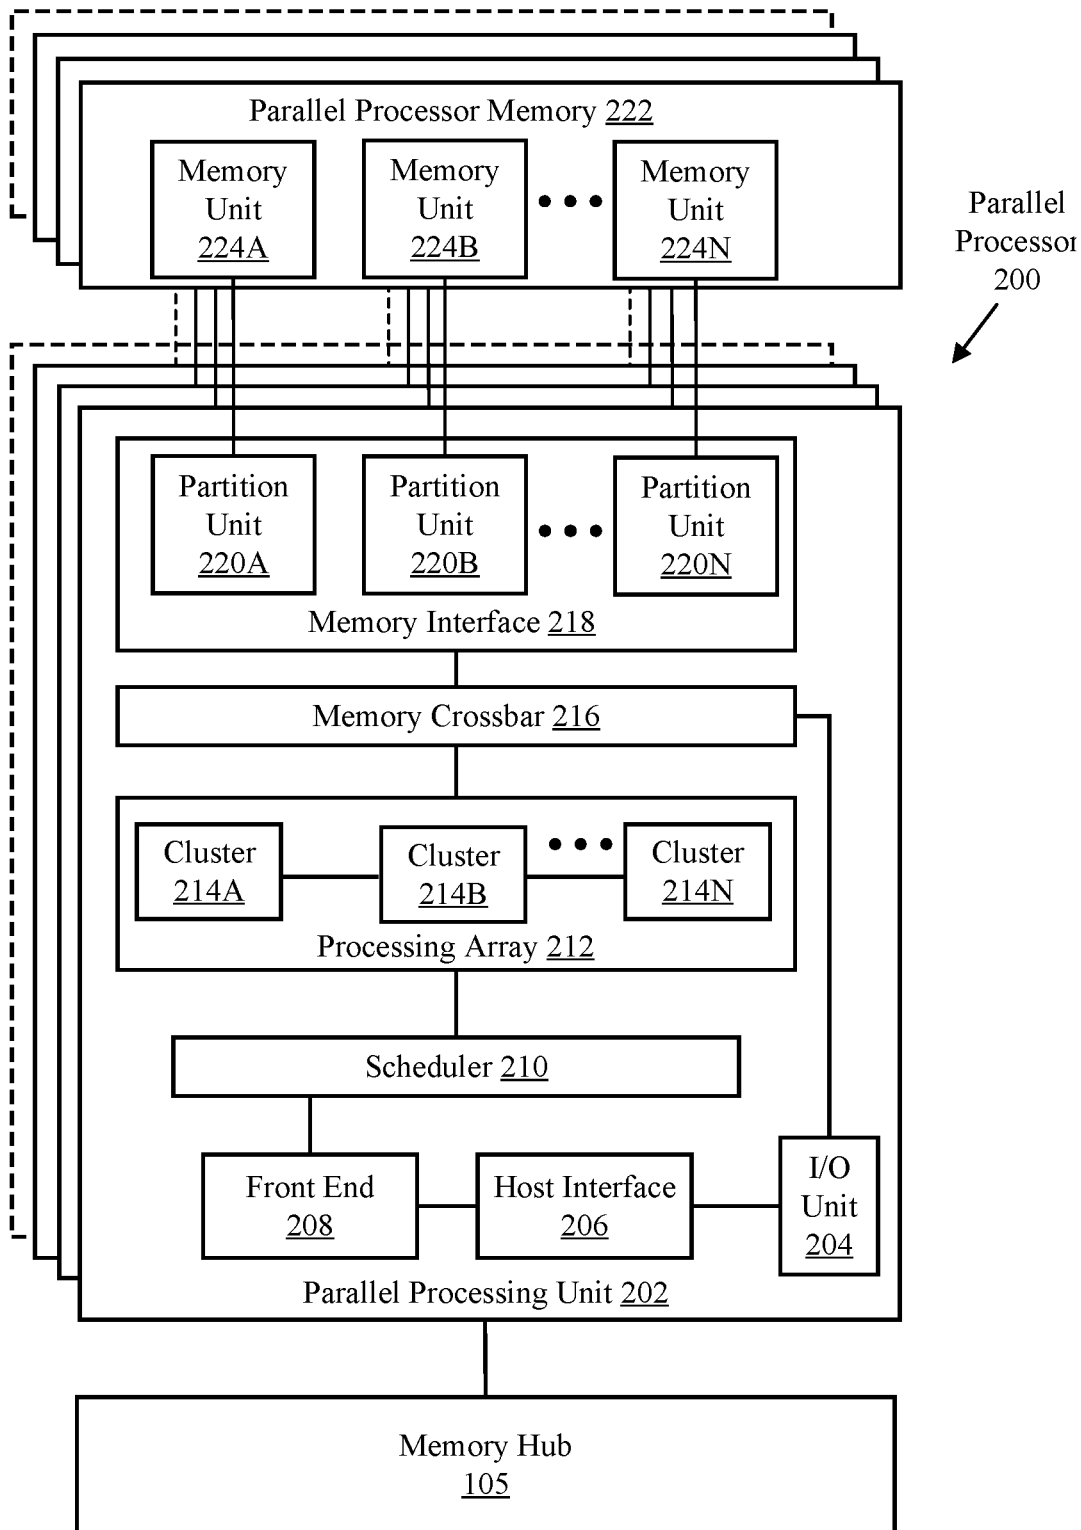 Parallel Processor Memory 222
Memory
Unit
224A
Memory
Unit
224B
Memory
Unit
224N
Parallel
Processor
200
Partition
Unit
220A
Partition
Unit
220B
Partition
Unit
220N
Memory Interface 218
Memory Crossbar 216
Cluster
214A
Cluster
214B
Cluster
214N
Processing Array 212
Scheduler 210
Front End
208
Host Interface
206
I/O
Unit
204
Parallel Processing Unit 202
Memory Hub
105